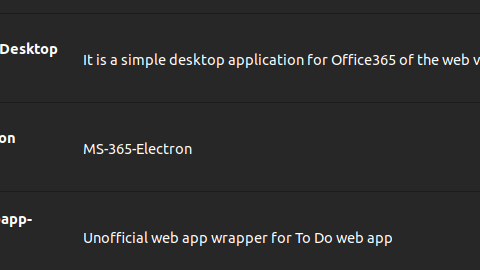 Desktop
It is a simple desktop application for Office365 of the web v
on
MS-365-Electron
app-
Unofficial web app wrapper for To Do web app